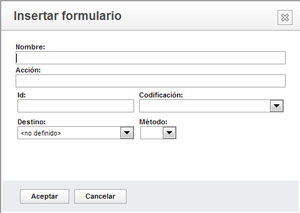 Insertar formulario
Nombre:
Acción:
Id: Codificación:
Destino: Método:
<no definido>
Aceptar Cancelar